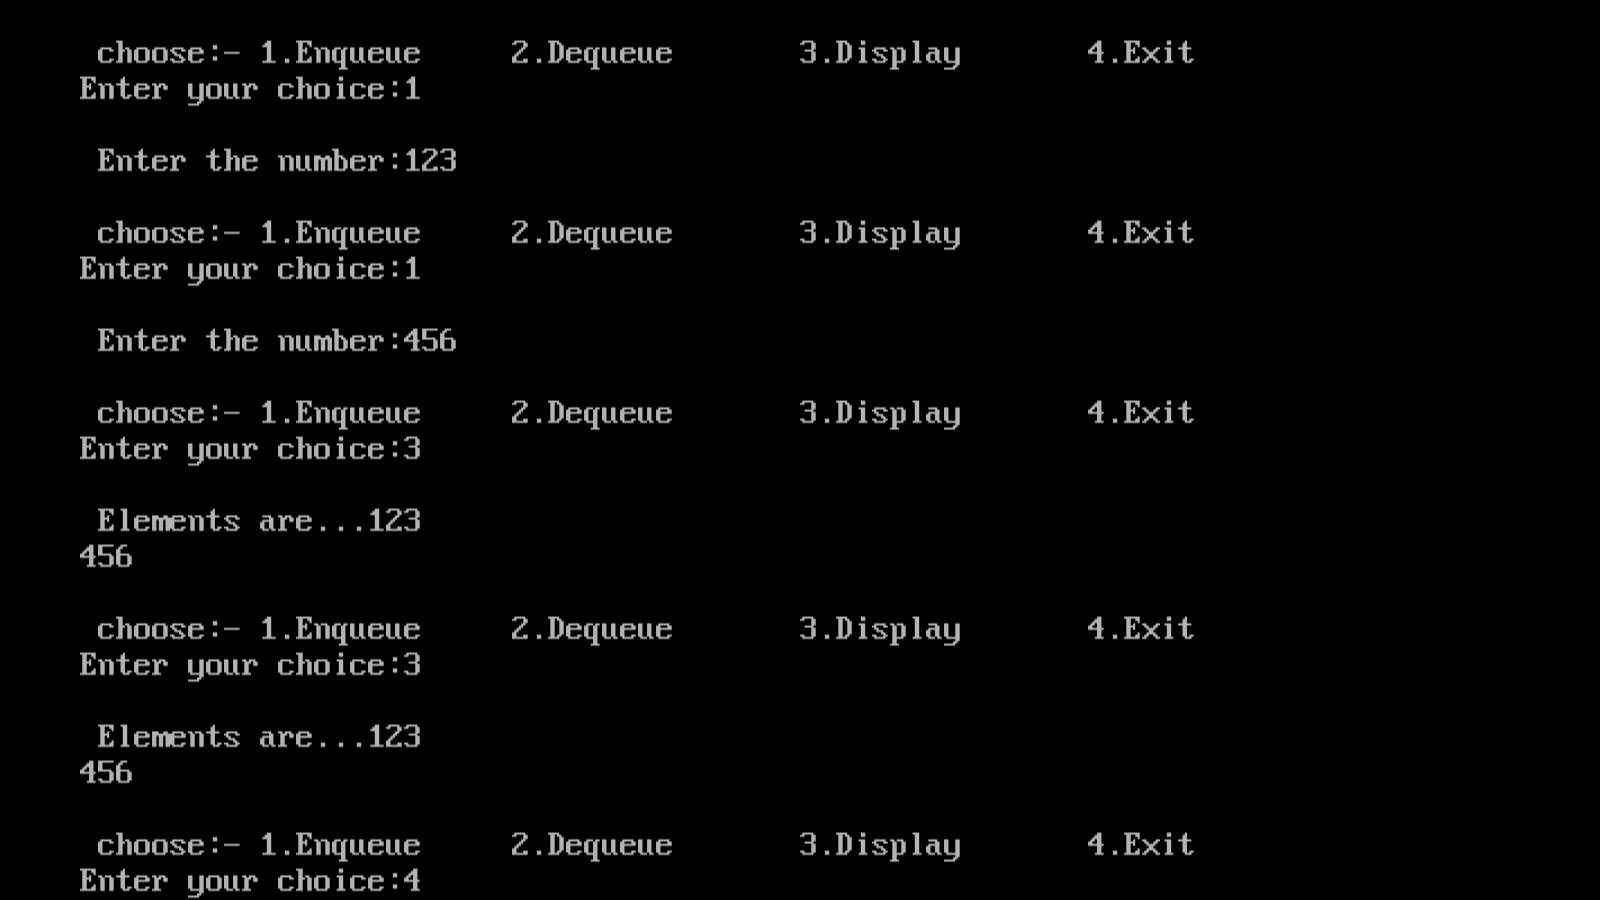 choose:- 1.Enqueue 2.Dequeue 3.Display 4.Exit
Enter your choice:1
Enter the number:123
choose:- 1.Enqueue 2.Dequeue 3.Display 4.Exit
Enter your choice:1
Enter the number:456
choose:- 1.Enqueue 2.Dequeue 3.Display 4.Exit
Enter your choice:3
Elements are...123
456
choose:- 1.Enqueue 2.Dequeue 3.Display 4.Exit
Enter your choice:3
Elements are...123
456
choose:- 1.Enqueue 2.Dequeue 3.Display 4.Exit
Enter your choice:4